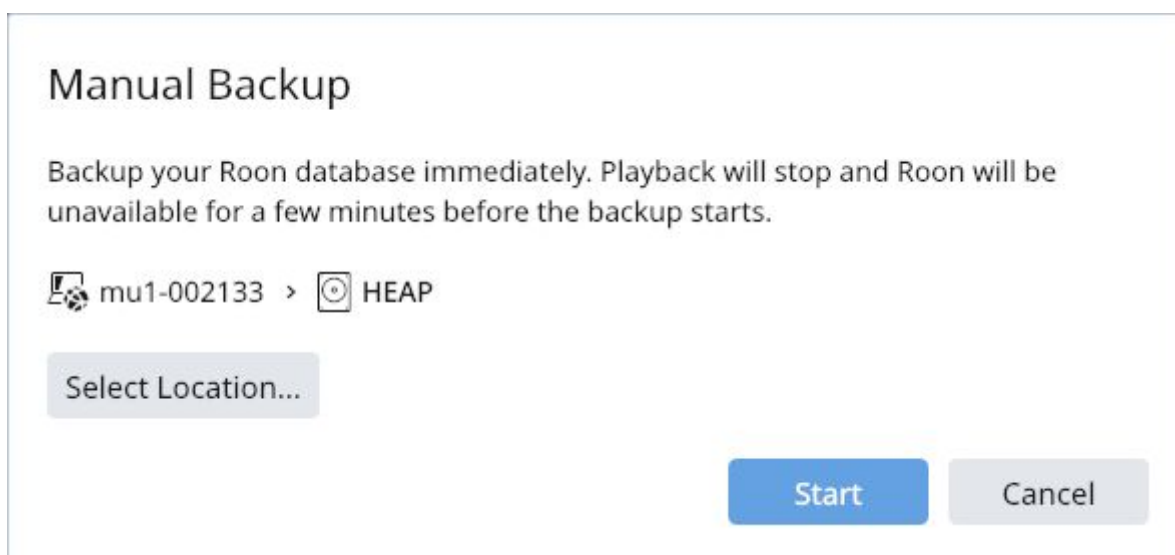 Manual Backup
Backup your Roon database immediately. Playback will stop and Roon will be
unavailable for a few minutes before the backup starts.
mu1-002133 > HEAP
Select Location...
Start Cancel